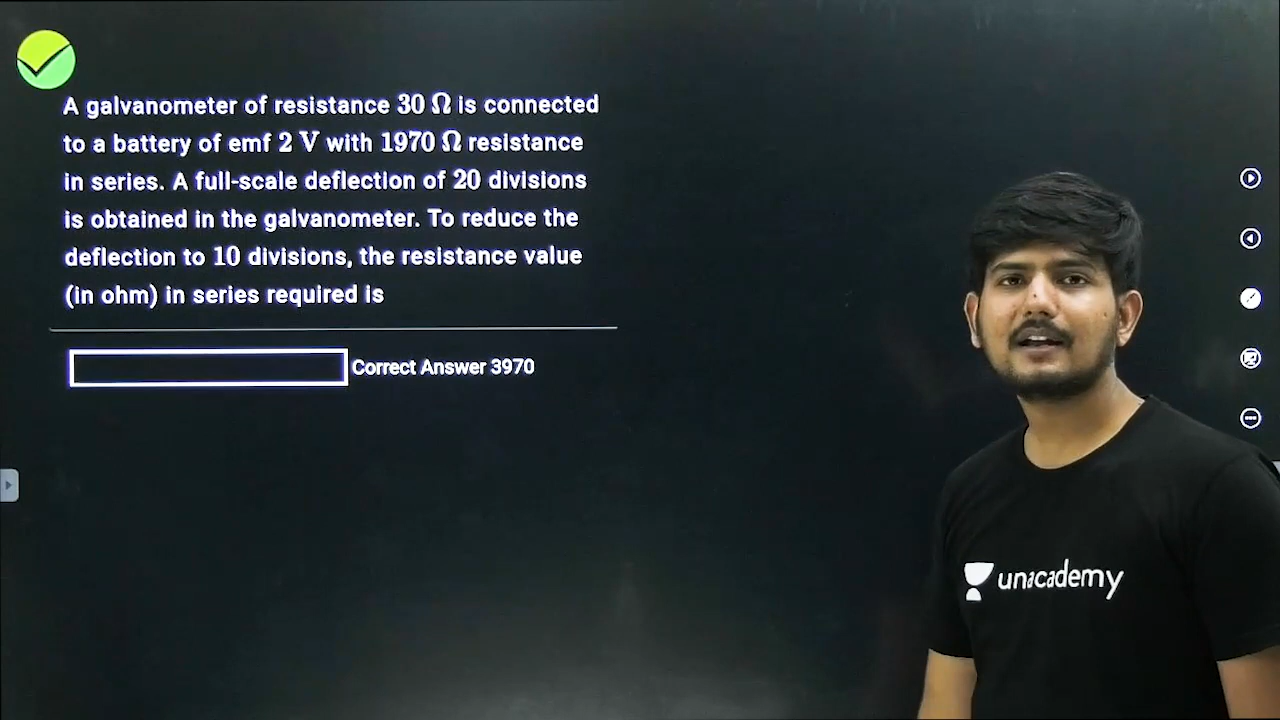 A galvanometer of resistance 30 Ω is connected
to a battery of emf 2 V with 1970 Ω resistance
in series. A full-scale deflection of 20 divisions
is obtained in the galvanometer. To reduce the
deflection to 10 divisions, the resistance value
(in ohm) in series required is
Correct Answer 3970
unacademy